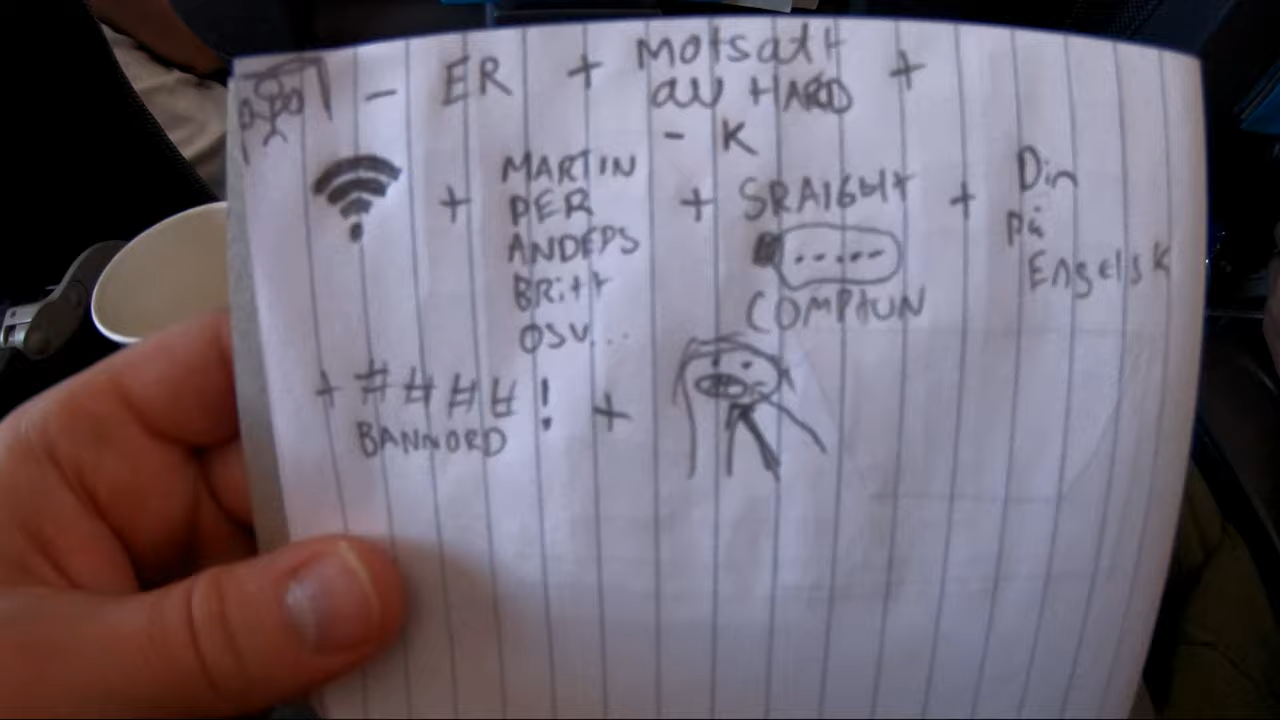 - ER + Motsatt +
av HARD
- K
+ MARTIN + SRAIGHT + Din
PER på
ANDERS ..... Engelsk
Britt COMPTUN
OSV...
+ #### ! +
BANNORD